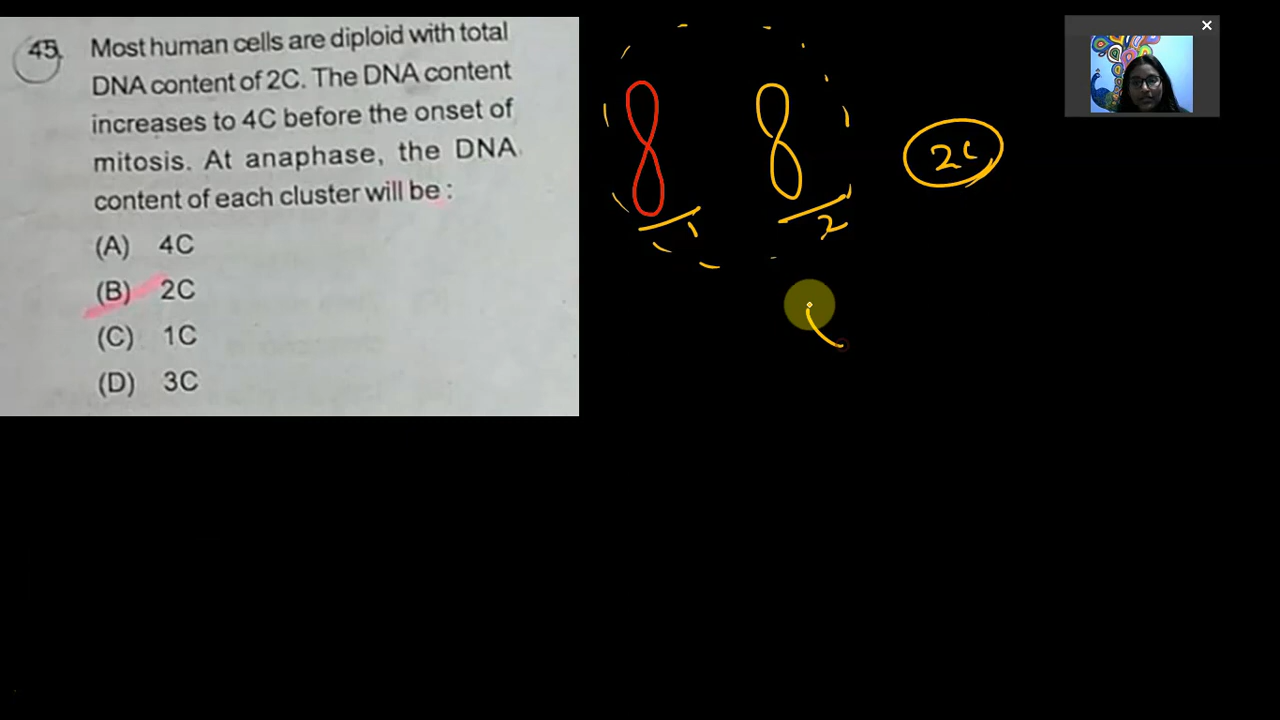 45. Most human cells are diploid with total
DNA content of 2C. The DNA content
increases to 4C before the onset of
mitosis. At anaphase, the DNA
content of each cluster will be :
(A) 4C
(B) 2C
(C) 1C
(D) 3C
1
2
2C